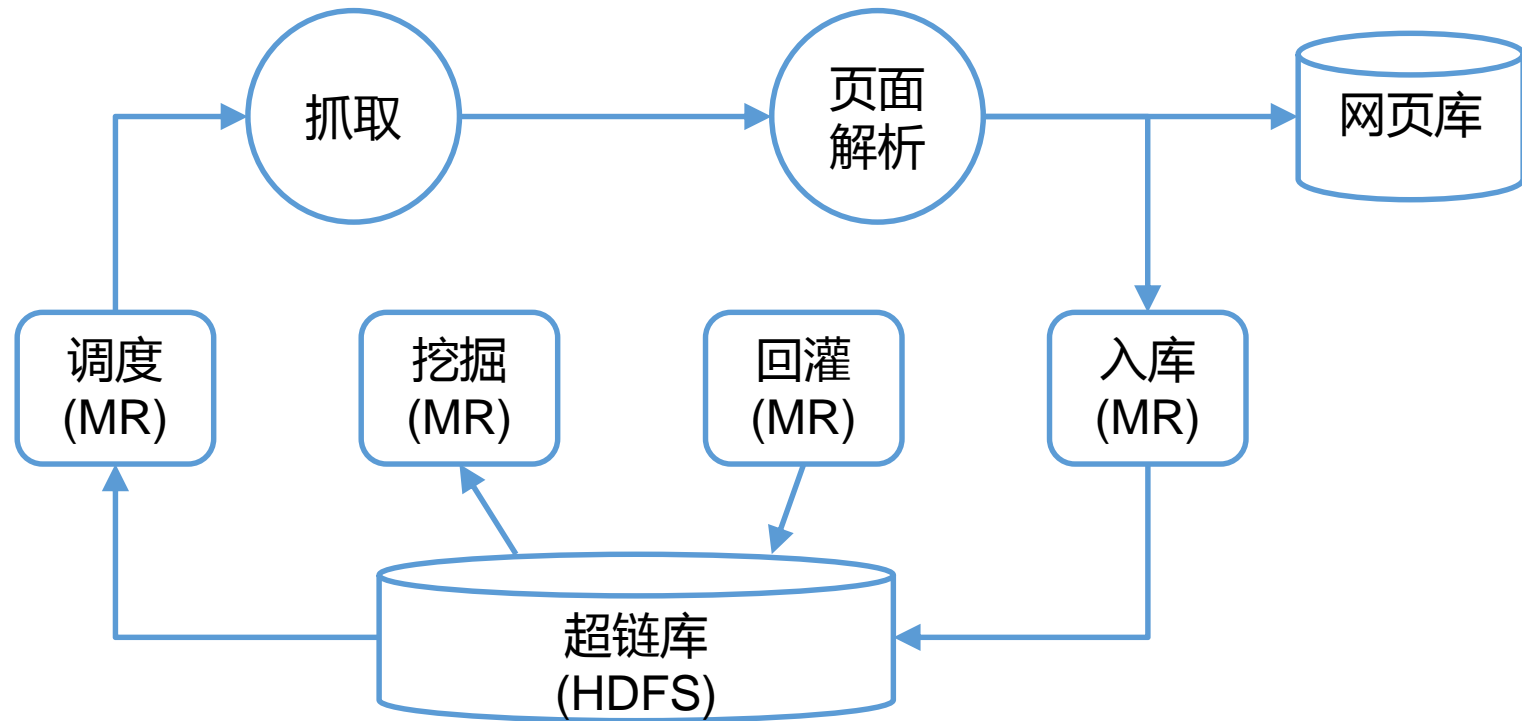 抓取
页面
解析
网页库
调度
(MR)
挖掘
(MR)
回灌
(MR)
入库
(MR)
超链库
(HDFS)